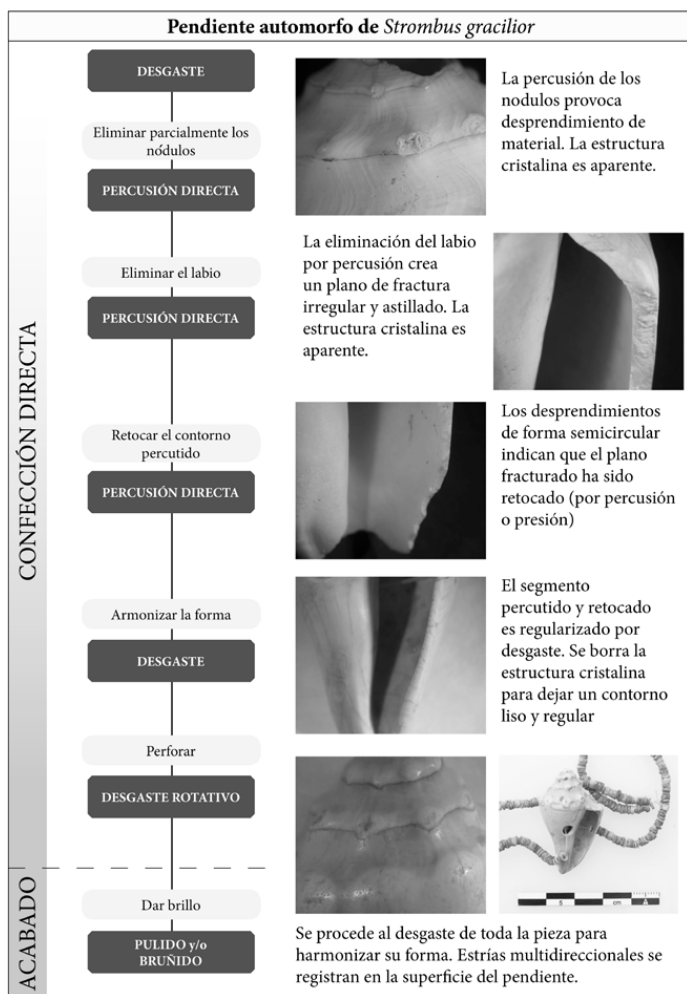 Pendiente automorfo de Strombus gracilior
CONFECCIÓN DIRECTA
DESGASTE
Eliminar parcialmente los
nódulos
PERCUSIÓN DIRECTA
La percusión de los
nodulos provoca
desprendimiento de
material. La estructura
cristalina es aparente.
Eliminar el labio
PERCUSIÓN DIRECTA
La eliminación del labio
por percusión crea
un plano de fractura
irregular y astillado. La
estructura cristalina es
aparente.
Retocar el contorno
percutido
PERCUSIÓN DIRECTA
Los desprendimientos
de forma semicircular
indican que el plano
fracturado ha sido
retocado (por percusión
o presión)
Armonizar la forma
DESGASTE
El segmento
percutido y retocado
es regularizado por
desgaste. Se borra la
estructura cristalina
para dejar un contorno
liso y regular
Perforar
DESGASTE ROTATIVO
5 cm
ACABADO
Dar brillo
PULIDO y/o
BRUÑIDO
Se procede al desgaste de toda la pieza para
harmonizar su forma. Estrías multidireccionales se
registran en la superficie del pendiente.